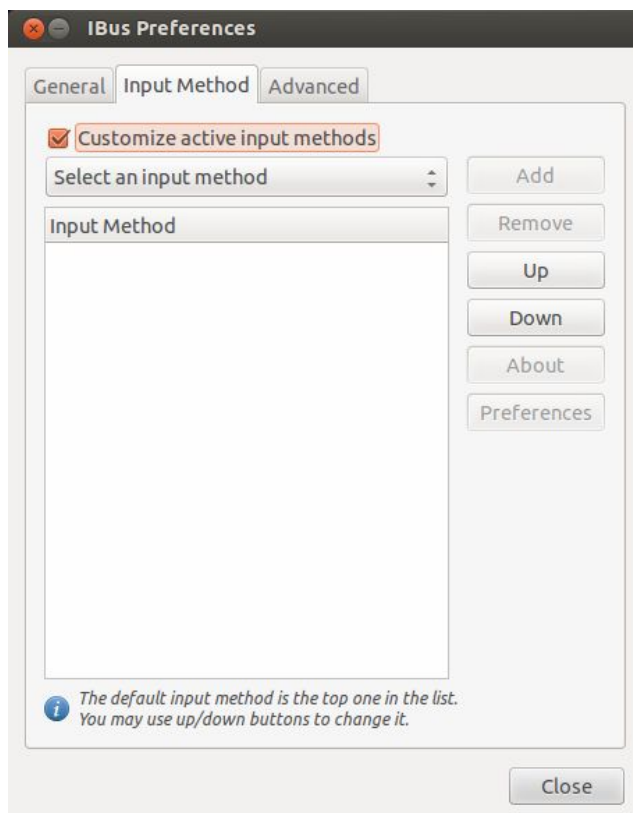 IBus Preferences
General Input Method Advanced
Customize active input methods
Select an input method
Add
Input Method
Remove
Up
Down
About
Preferences
The default input method is the top one in the list.
You may use up/down buttons to change it.
Close